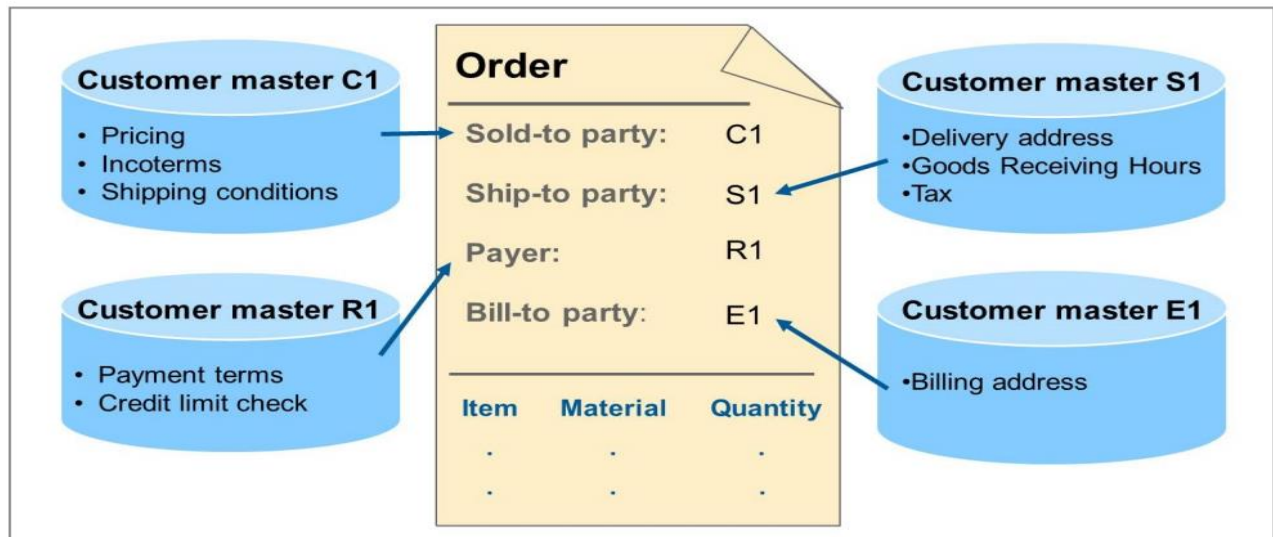 Customer master C1
• Pricing
• Incoterms
• Shipping conditions
Customer master R1
• Payment terms
• Credit limit check
Order
Sold-to party: C1
Ship-to party: S1
Payer: R1
Bill-to party: E1
Item Material Quantity
. . .
. . .
Customer master S1
•Delivery address
•Goods Receiving Hours
•Tax
Customer master E1
•Billing address